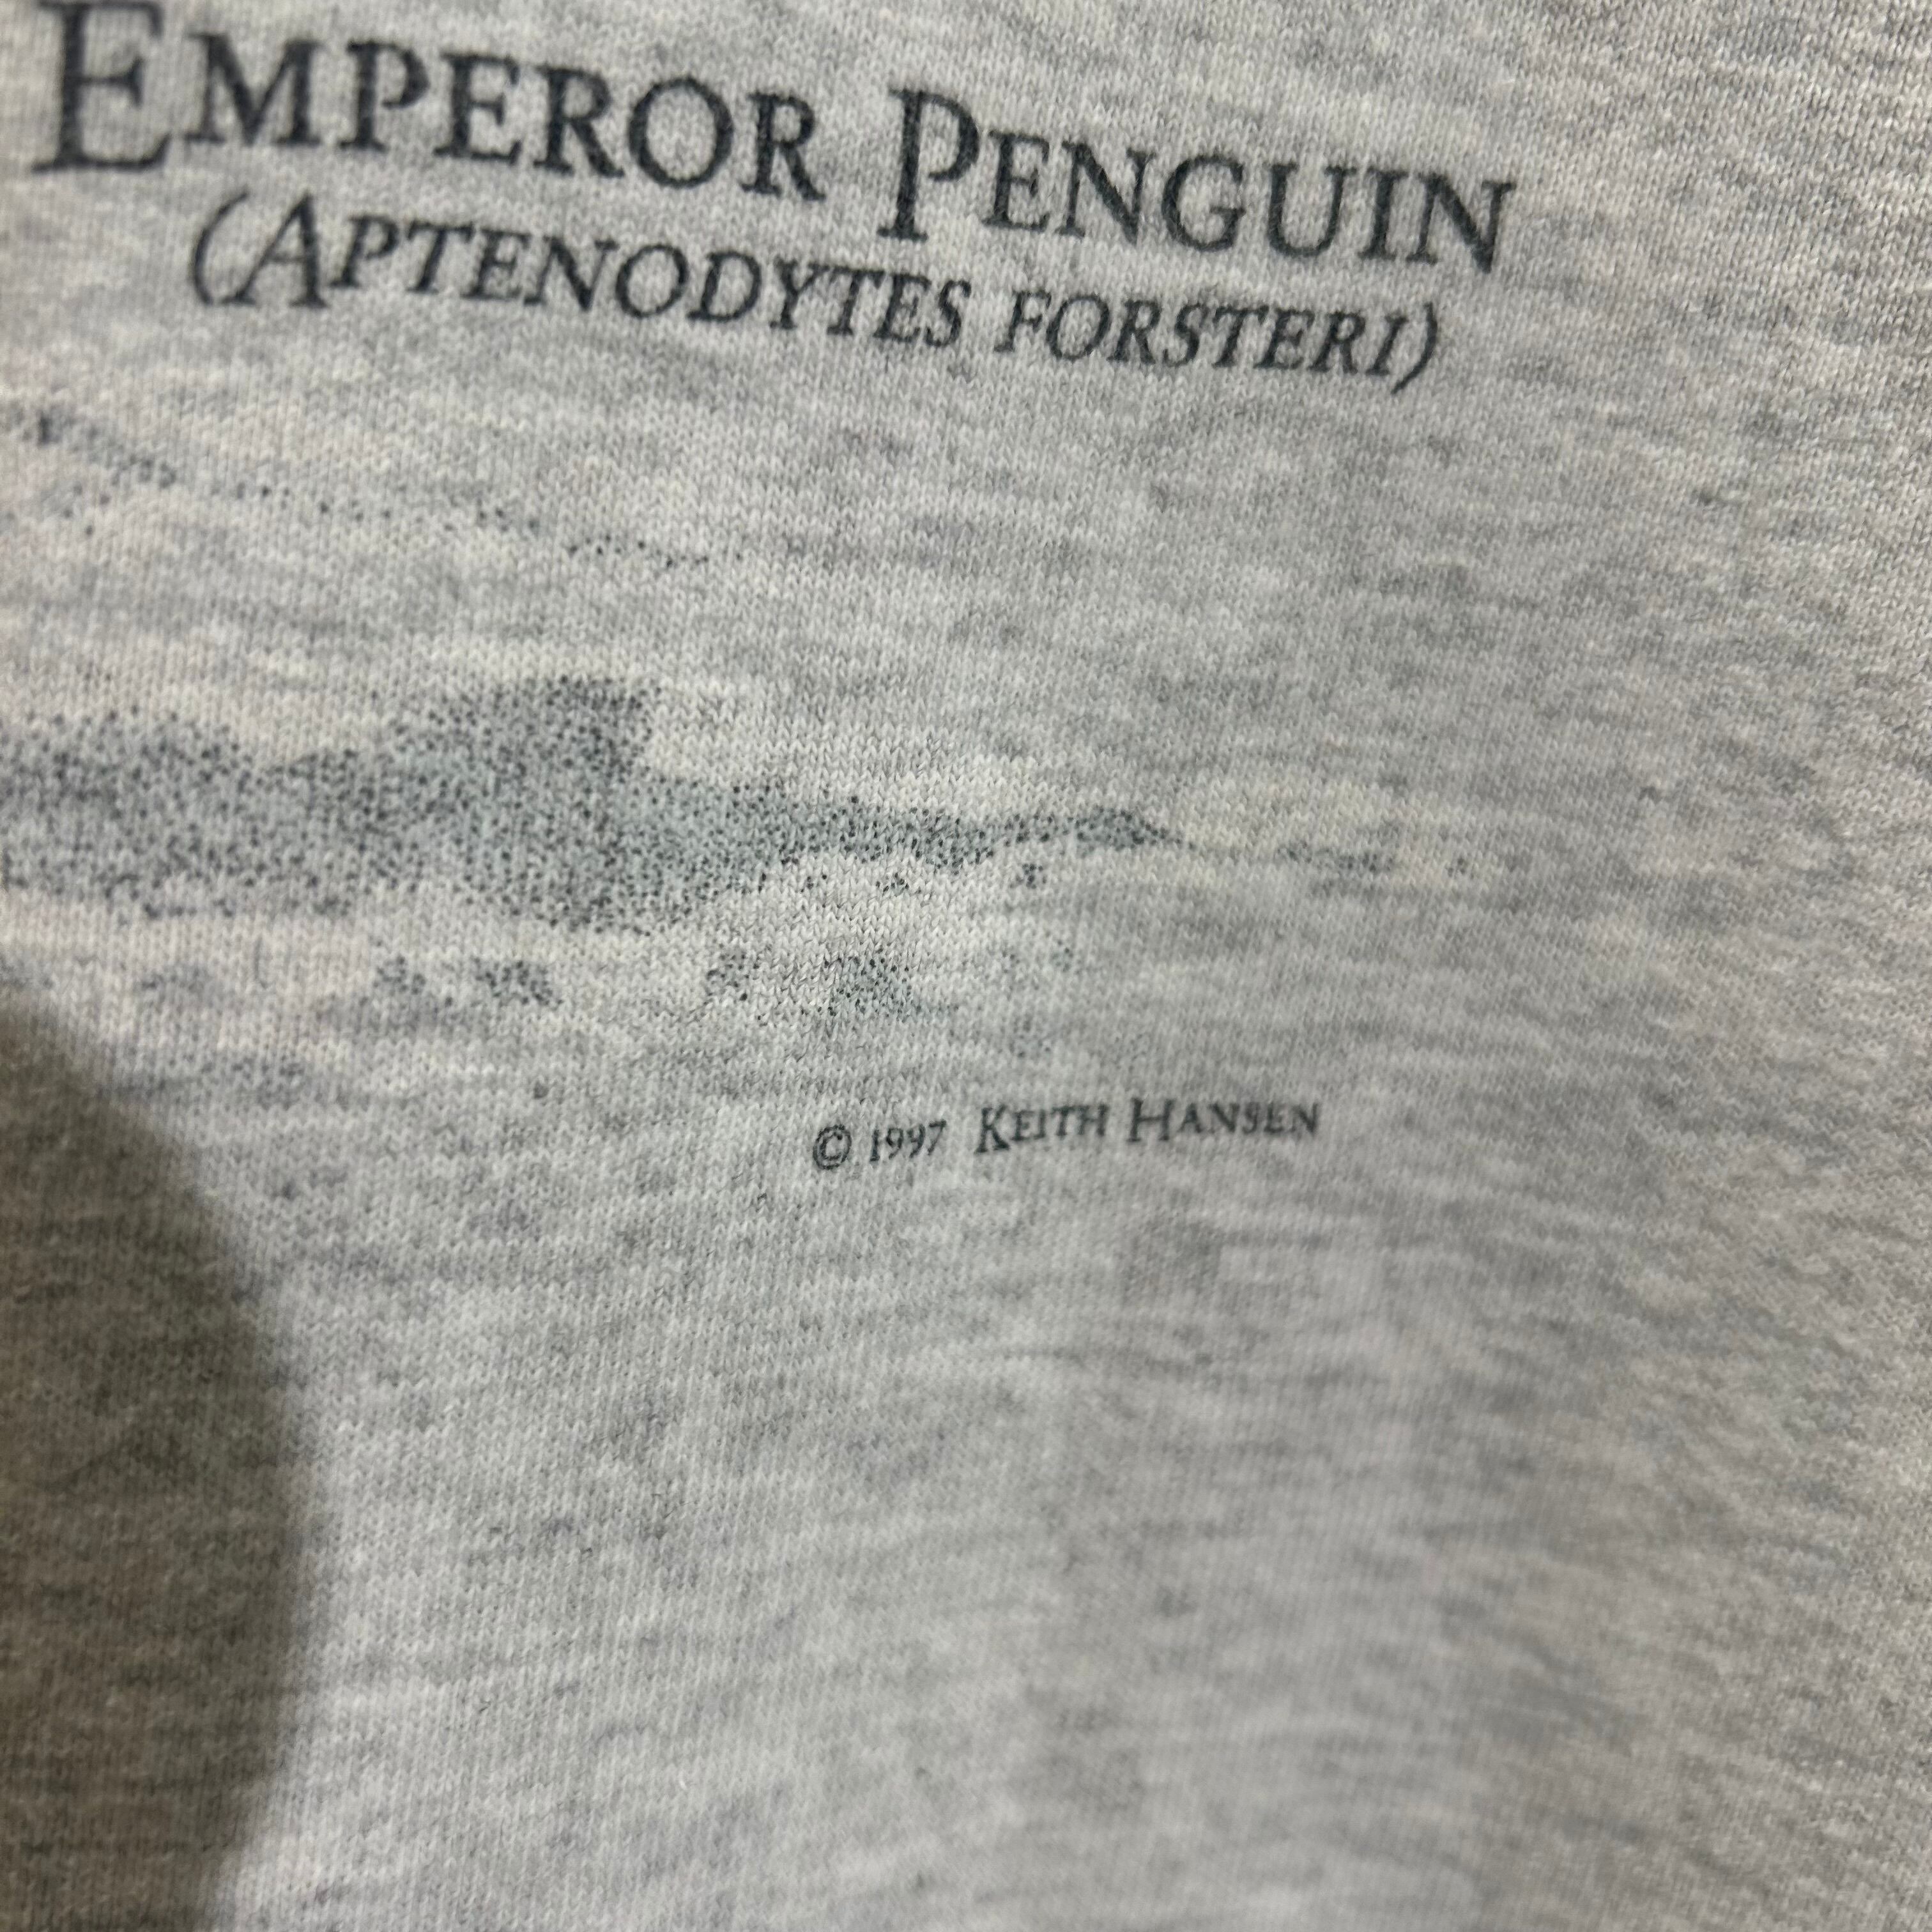 EMPEROR PENGUIN
(APTENODYTES FORSTERI)
© 1997 KEITH HANSEN